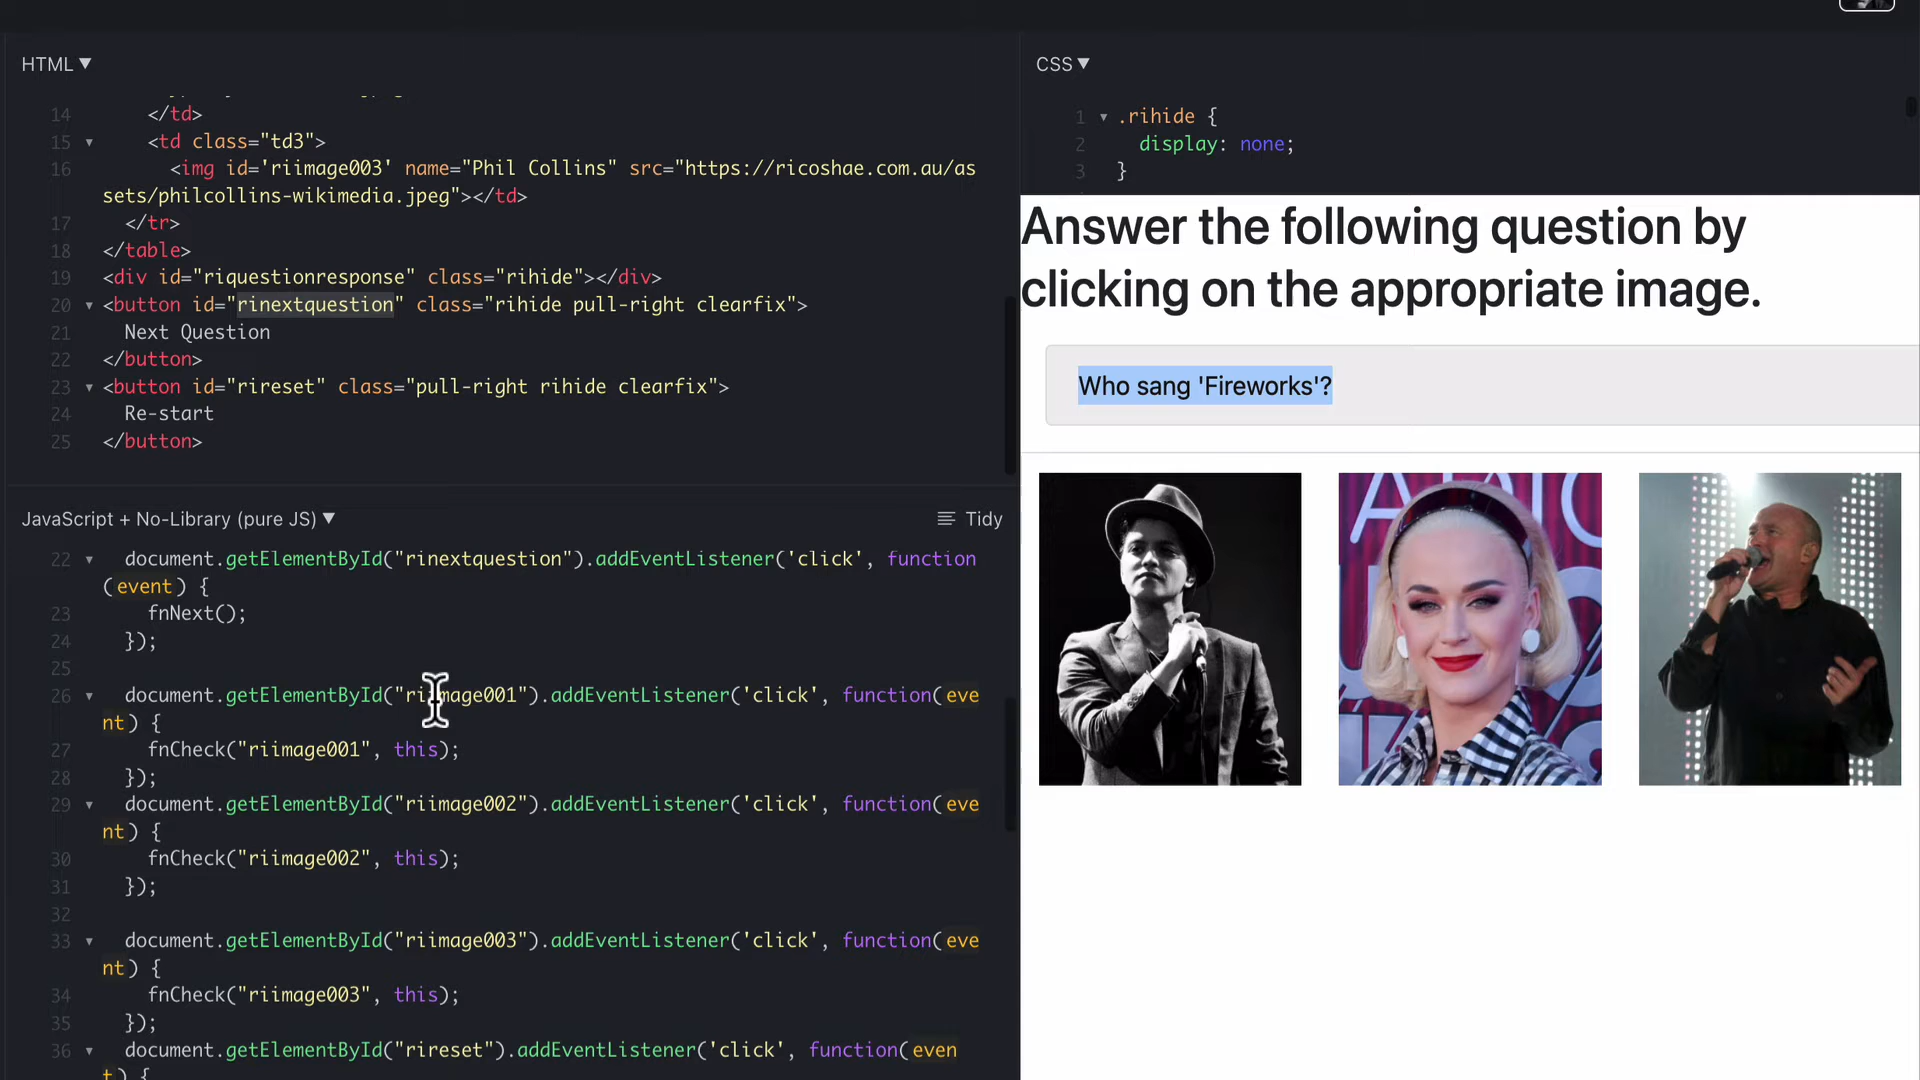 HTML
14 </td>
15 <td class="td3">
16 <img id='riimage003' name="Phil Collins" src="https://ricoshae.com.au/as
sets/philcollins-wikimedia.jpeg"></td>
17 </tr>
18 </table>
19 <div id="riquestionresponse" class="rihide"></div>
20 <button id="rinextquestion" class="rihide pull-right clearfix">
21 Next Question
22 </button>
23 <button id="rireset" class="pull-right rihide clearfix">
24 Re-start
25 </button>
JavaScript + No-Library (pure JS)
Tidy
22 document.getElementById("rinextquestion").addEventListener('click', function
(event) {
23 fnNext();
24 });
25
26 document.getElementById("riimage001").addEventListener('click', function(eve
nt) {
27 fnCheck("riimage001", this);
28 });
29 document.getElementById("riimage002").addEventListener('click', function(eve
nt) {
30 fnCheck("riimage002", this);
31 });
32
33 document.getElementById("riimage003").addEventListener('click', function(eve
nt) {
34 fnCheck("riimage003", this);
35 });
36 document.getElementById("rireset").addEventListener('click', function(even
t) {
CSS
1 .rihide {
2 display: none;
3 }
Answer the following question by
clicking on the appropriate image.
Who sang 'Fireworks'?